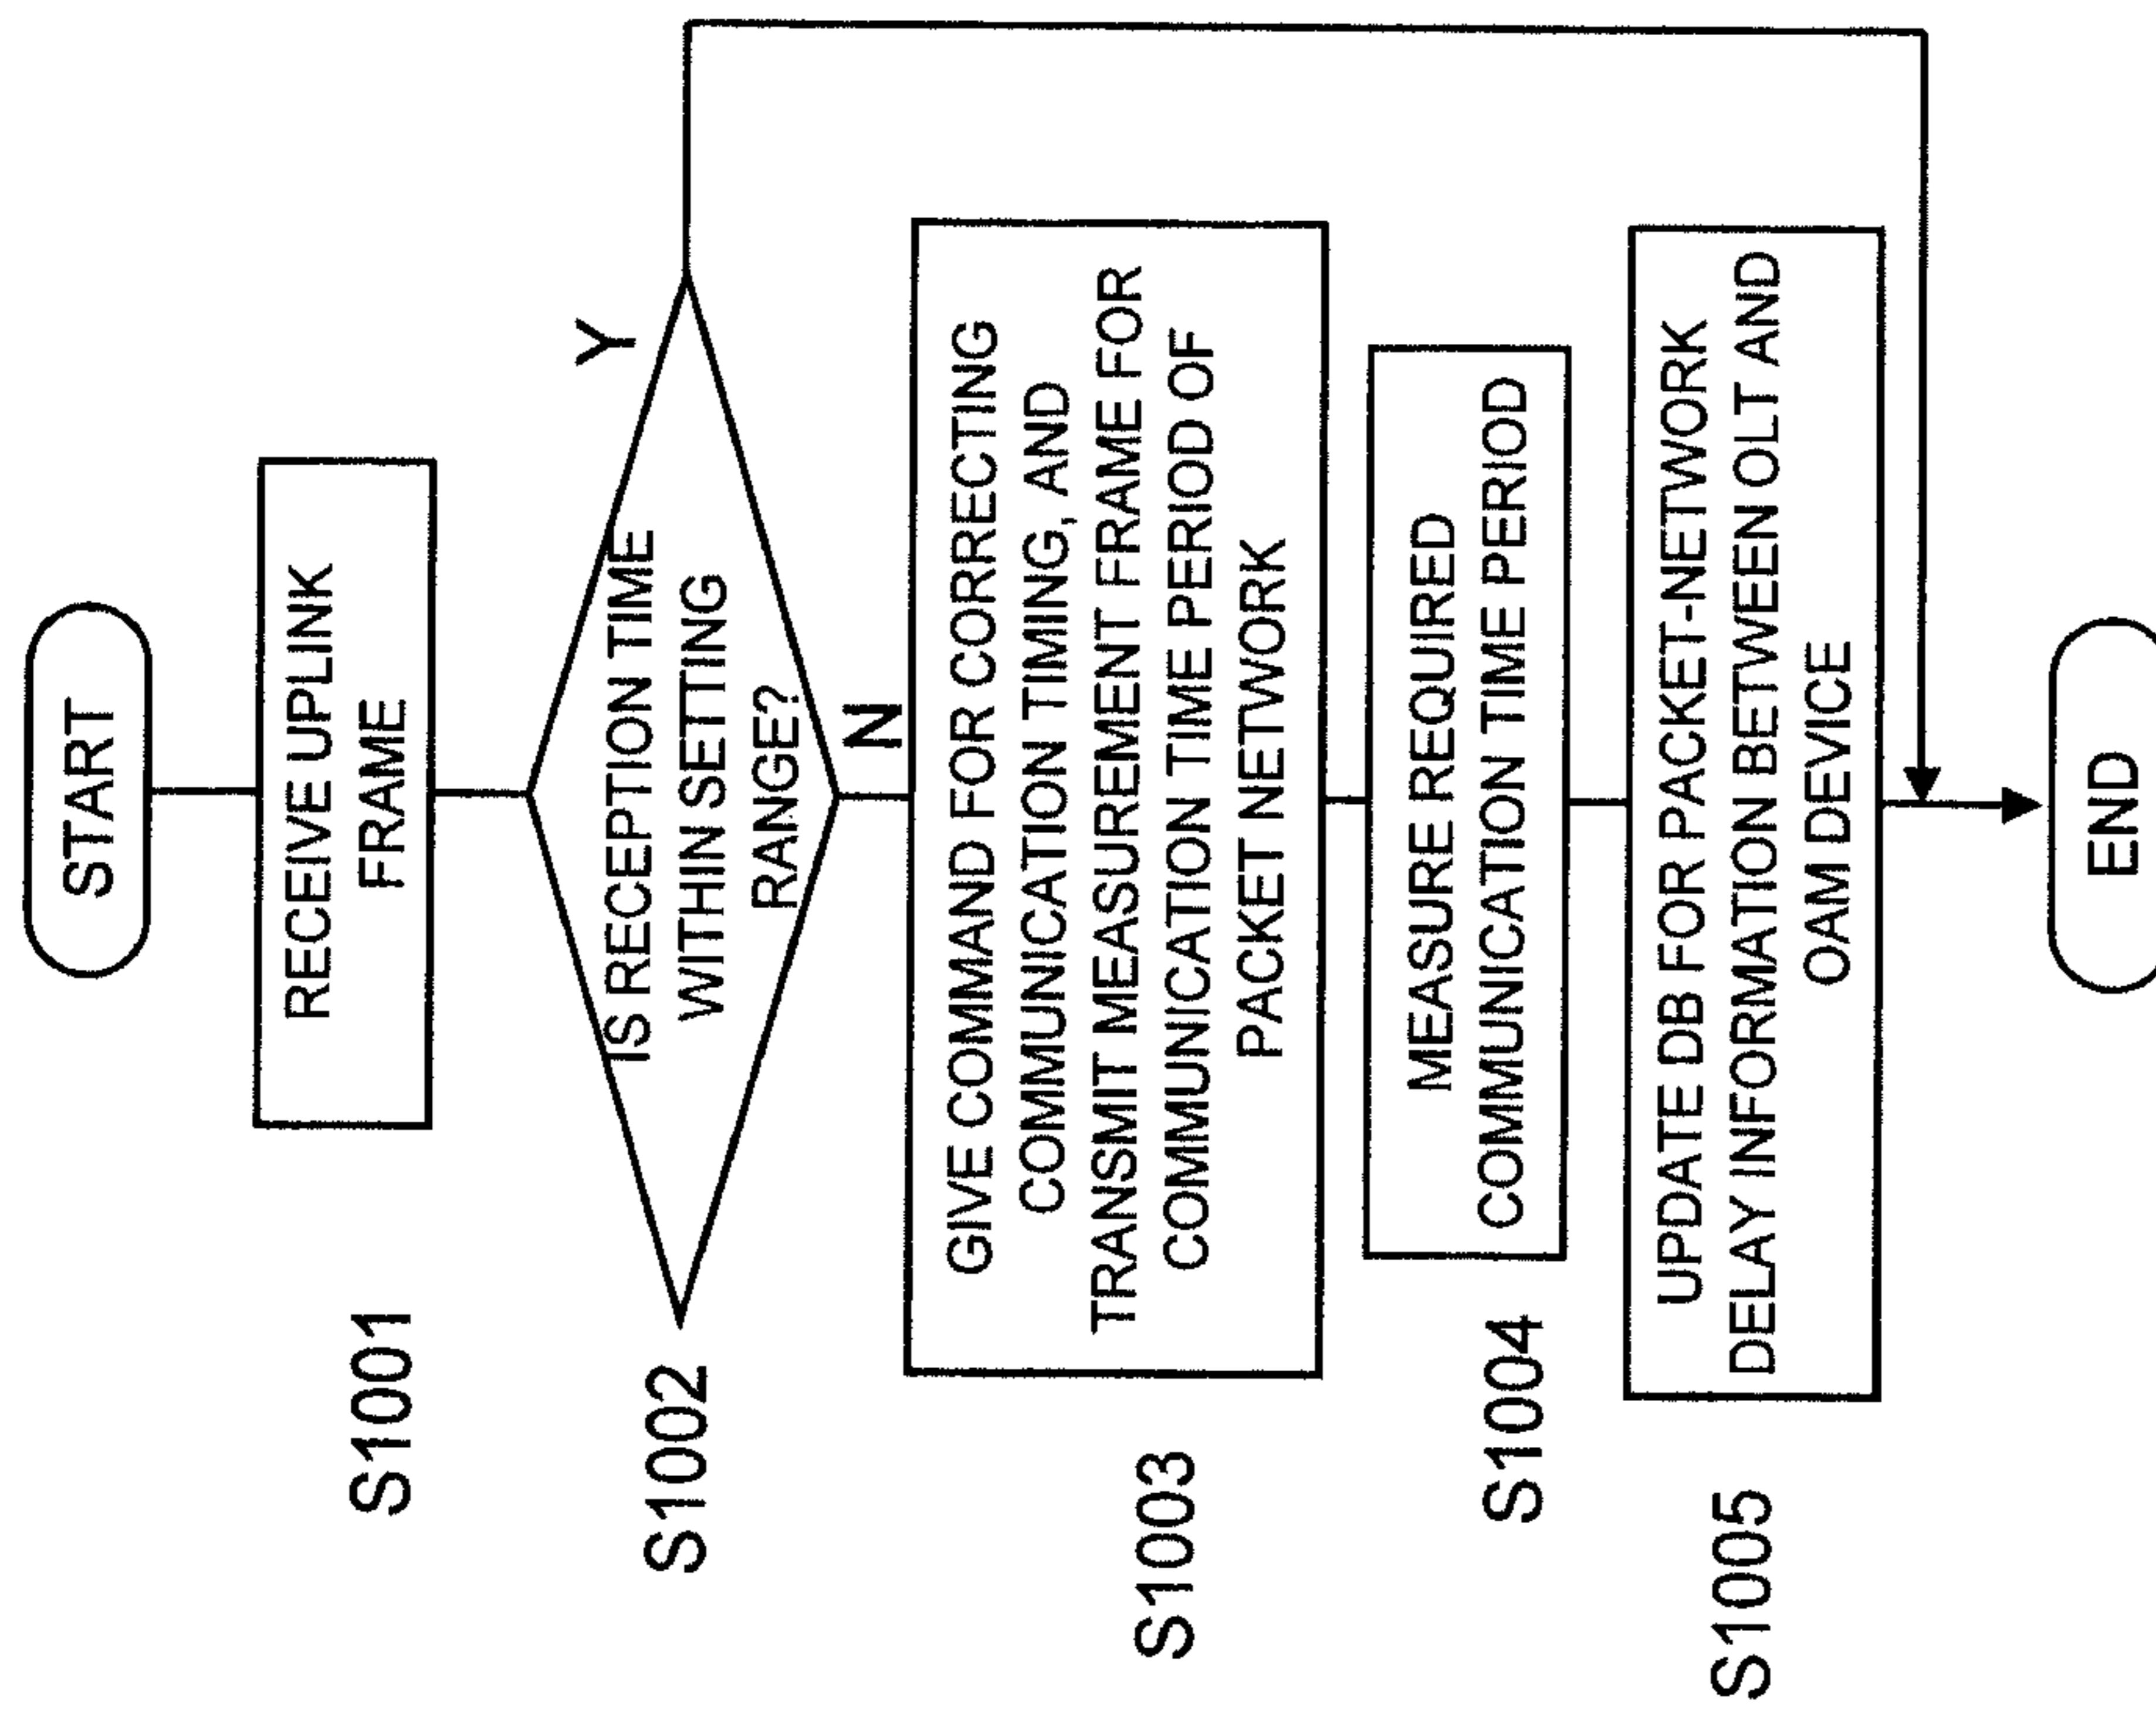 START
RECEIVE UPLINK
FRAME
S1001
IS RECEPTION TIME
WITHIN SETTING
RANGE?
S1002
Y
N
GIVE COMMAND FOR CORRECTING
COMMUNICATION TIMING, AND
TRANSMIT MEASUREMENT FRAME FOR
COMMUNICATION TIME PERIOD OF
PACKET NETWORK
S1003
MEASURE REQUIRED
COMMUNICATION TIME PERIOD
S1004
UPDATE DB FOR PACKET-NETWORK
DELAY INFORMATION BETWEEN OLT AND
OAM DEVICE
S1005
END